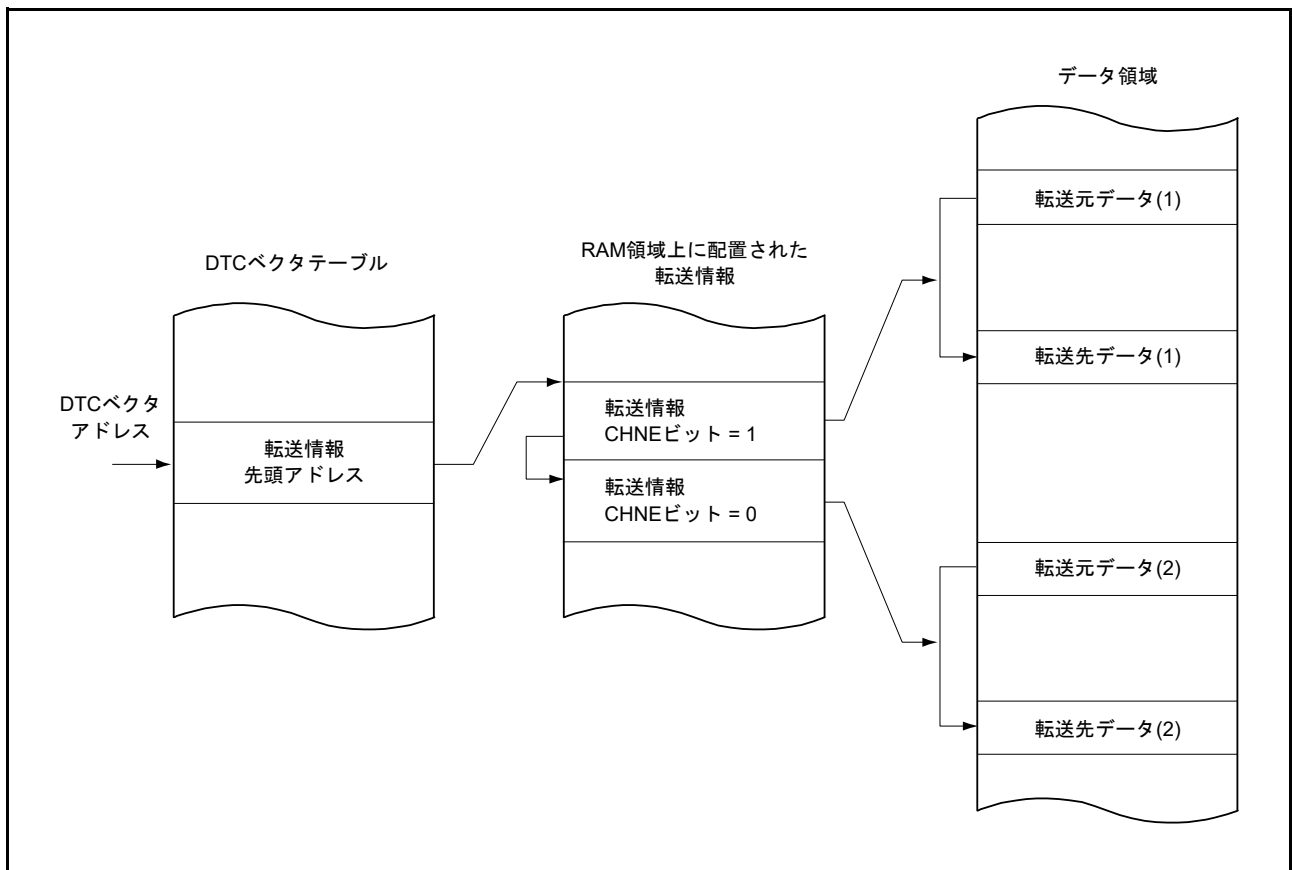 データ領域
転送元データ(1)
転送先データ(1)
転送元データ(2)
転送先データ(2)
RAM領域上に配置された
転送情報
転送情報
CHNEビット = 1
転送情報
CHNEビット = 0
DTCベクタテーブル
転送情報
先頭アドレス
DTCベクタ
アドレス